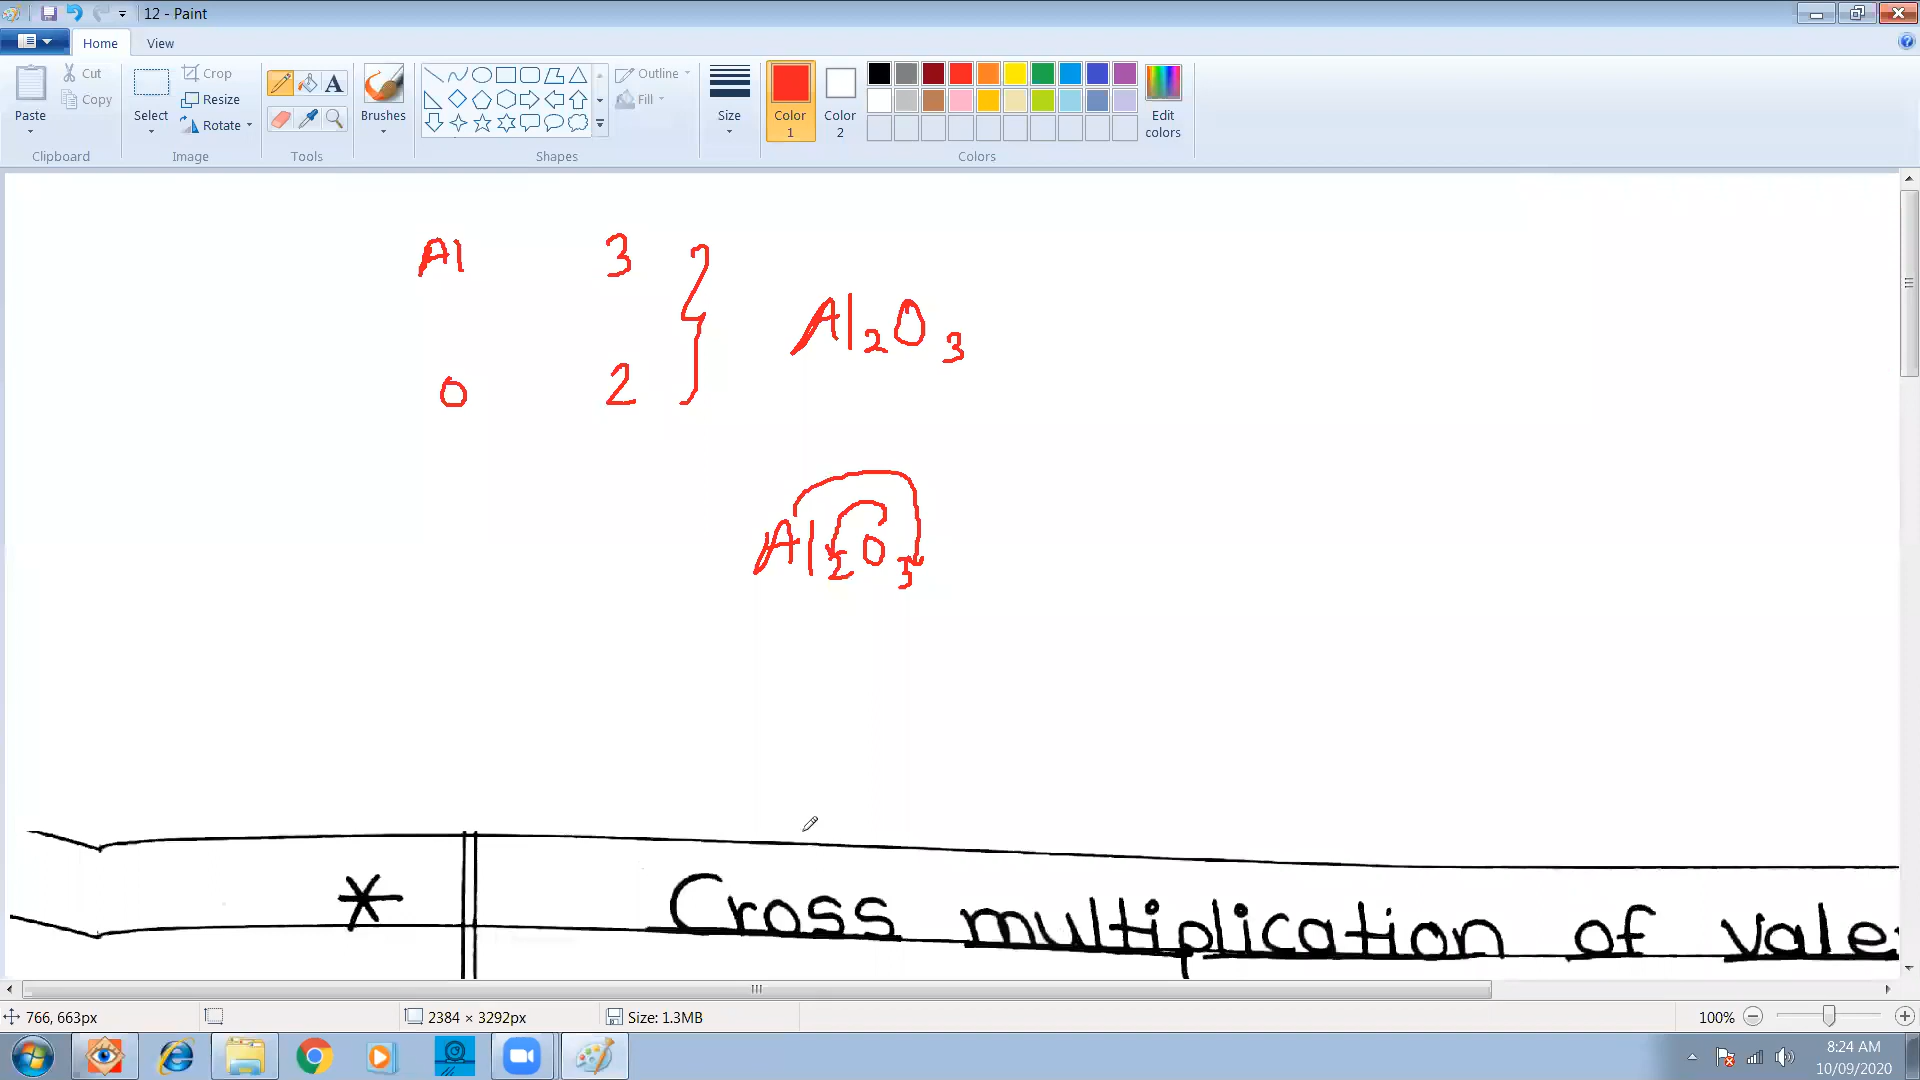 12 - Paint
Home View
Paste Cut Copy Select Crop Resize Rotate A Brushes Outline Fill Size Color 1 Color 2 Edit colors
Clipboard Image Tools Shapes Colors
Al 3
Al₂O₃
O 2
Al₂O₃
* Cross multiplication of vale
766, 663px 2384 × 3292px Size: 1.3MB 100%
8:24 AM
10/09/2020